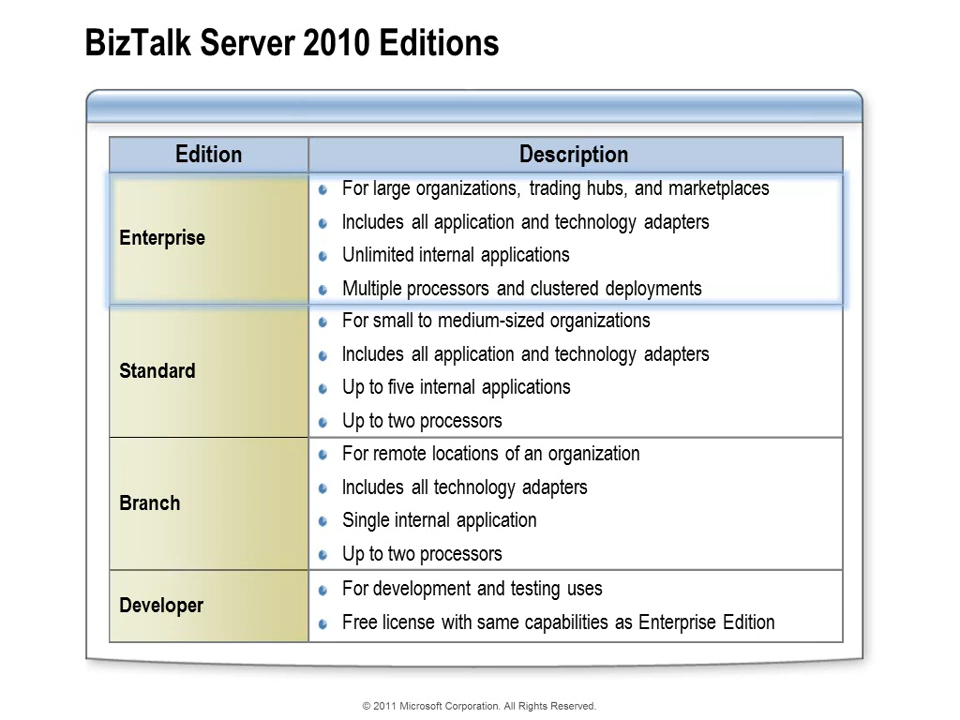 BizTalk Server 2010 Editions
Edition
Description
Enterprise
For large organizations, trading hubs, and marketplaces
Includes all application and technology adapters
Unlimited internal applications
Multiple processors and clustered deployments
Standard
For small to medium-sized organizations
Includes all application and technology adapters
Up to five internal applications
Up to two processors
Branch
For remote locations of an organization
Includes all technology adapters
Single internal application
Up to two processors
Developer
For development and testing uses
Free license with same capabilities as Enterprise Edition
© 2011 Microsoft Corporation. All Rights Reserved.